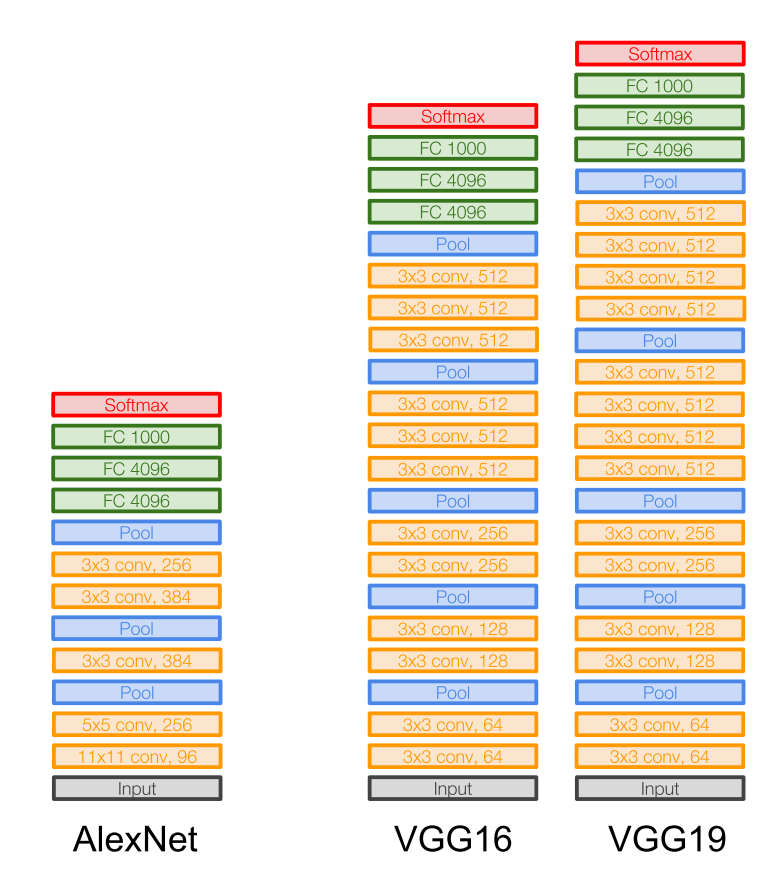 Softmax
FC 1000
FC 4096
FC 4096
Pool
3x3 conv, 256
3x3 conv, 384
Pool
3x3 conv, 384
Pool
5x5 conv, 256
11x11 conv, 96
Input
AlexNet
Softmax
FC 1000
FC 4096
FC 4096
Pool
3x3 conv, 512
3x3 conv, 512
3x3 conv, 512
Pool
3x3 conv, 512
3x3 conv, 512
3x3 conv, 512
Pool
3x3 conv, 256
3x3 conv, 256
Pool
3x3 conv, 128
3x3 conv, 128
Pool
3x3 conv, 64
3x3 conv, 64
Input
VGG16
Softmax
FC 1000
FC 4096
FC 4096
Pool
3x3 conv, 512
3x3 conv, 512
3x3 conv, 512
3x3 conv, 512
Pool
3x3 conv, 512
3x3 conv, 512
3x3 conv, 512
3x3 conv, 512
Pool
3x3 conv, 256
3x3 conv, 256
Pool
3x3 conv, 128
3x3 conv, 128
Pool
3x3 conv, 64
3x3 conv, 64
Input
VGG19